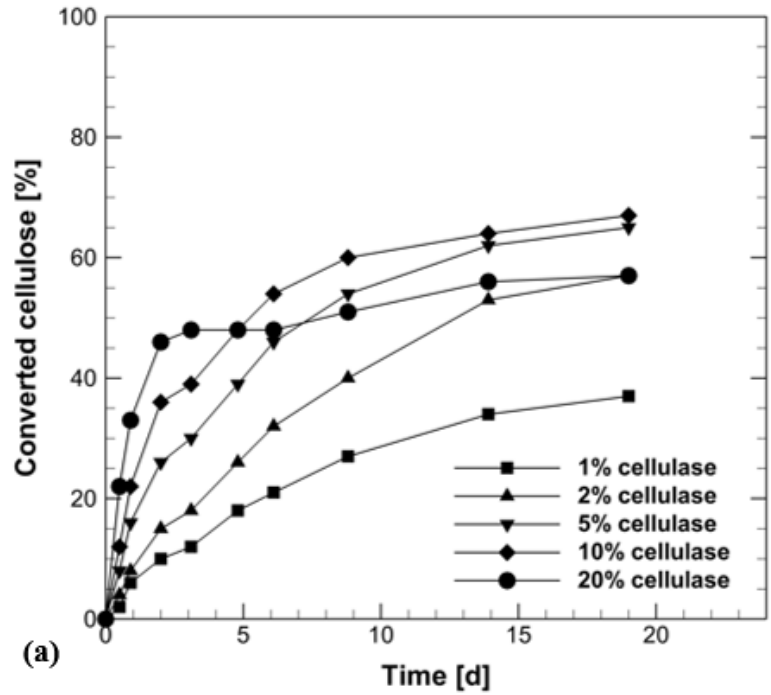 100
80
60
40
20
0
Converted cellulose [%]
1% cellulase
2% cellulase
5% cellulase
10% cellulase
20% cellulase
0 5 10 15 20
Time [d]
(a)